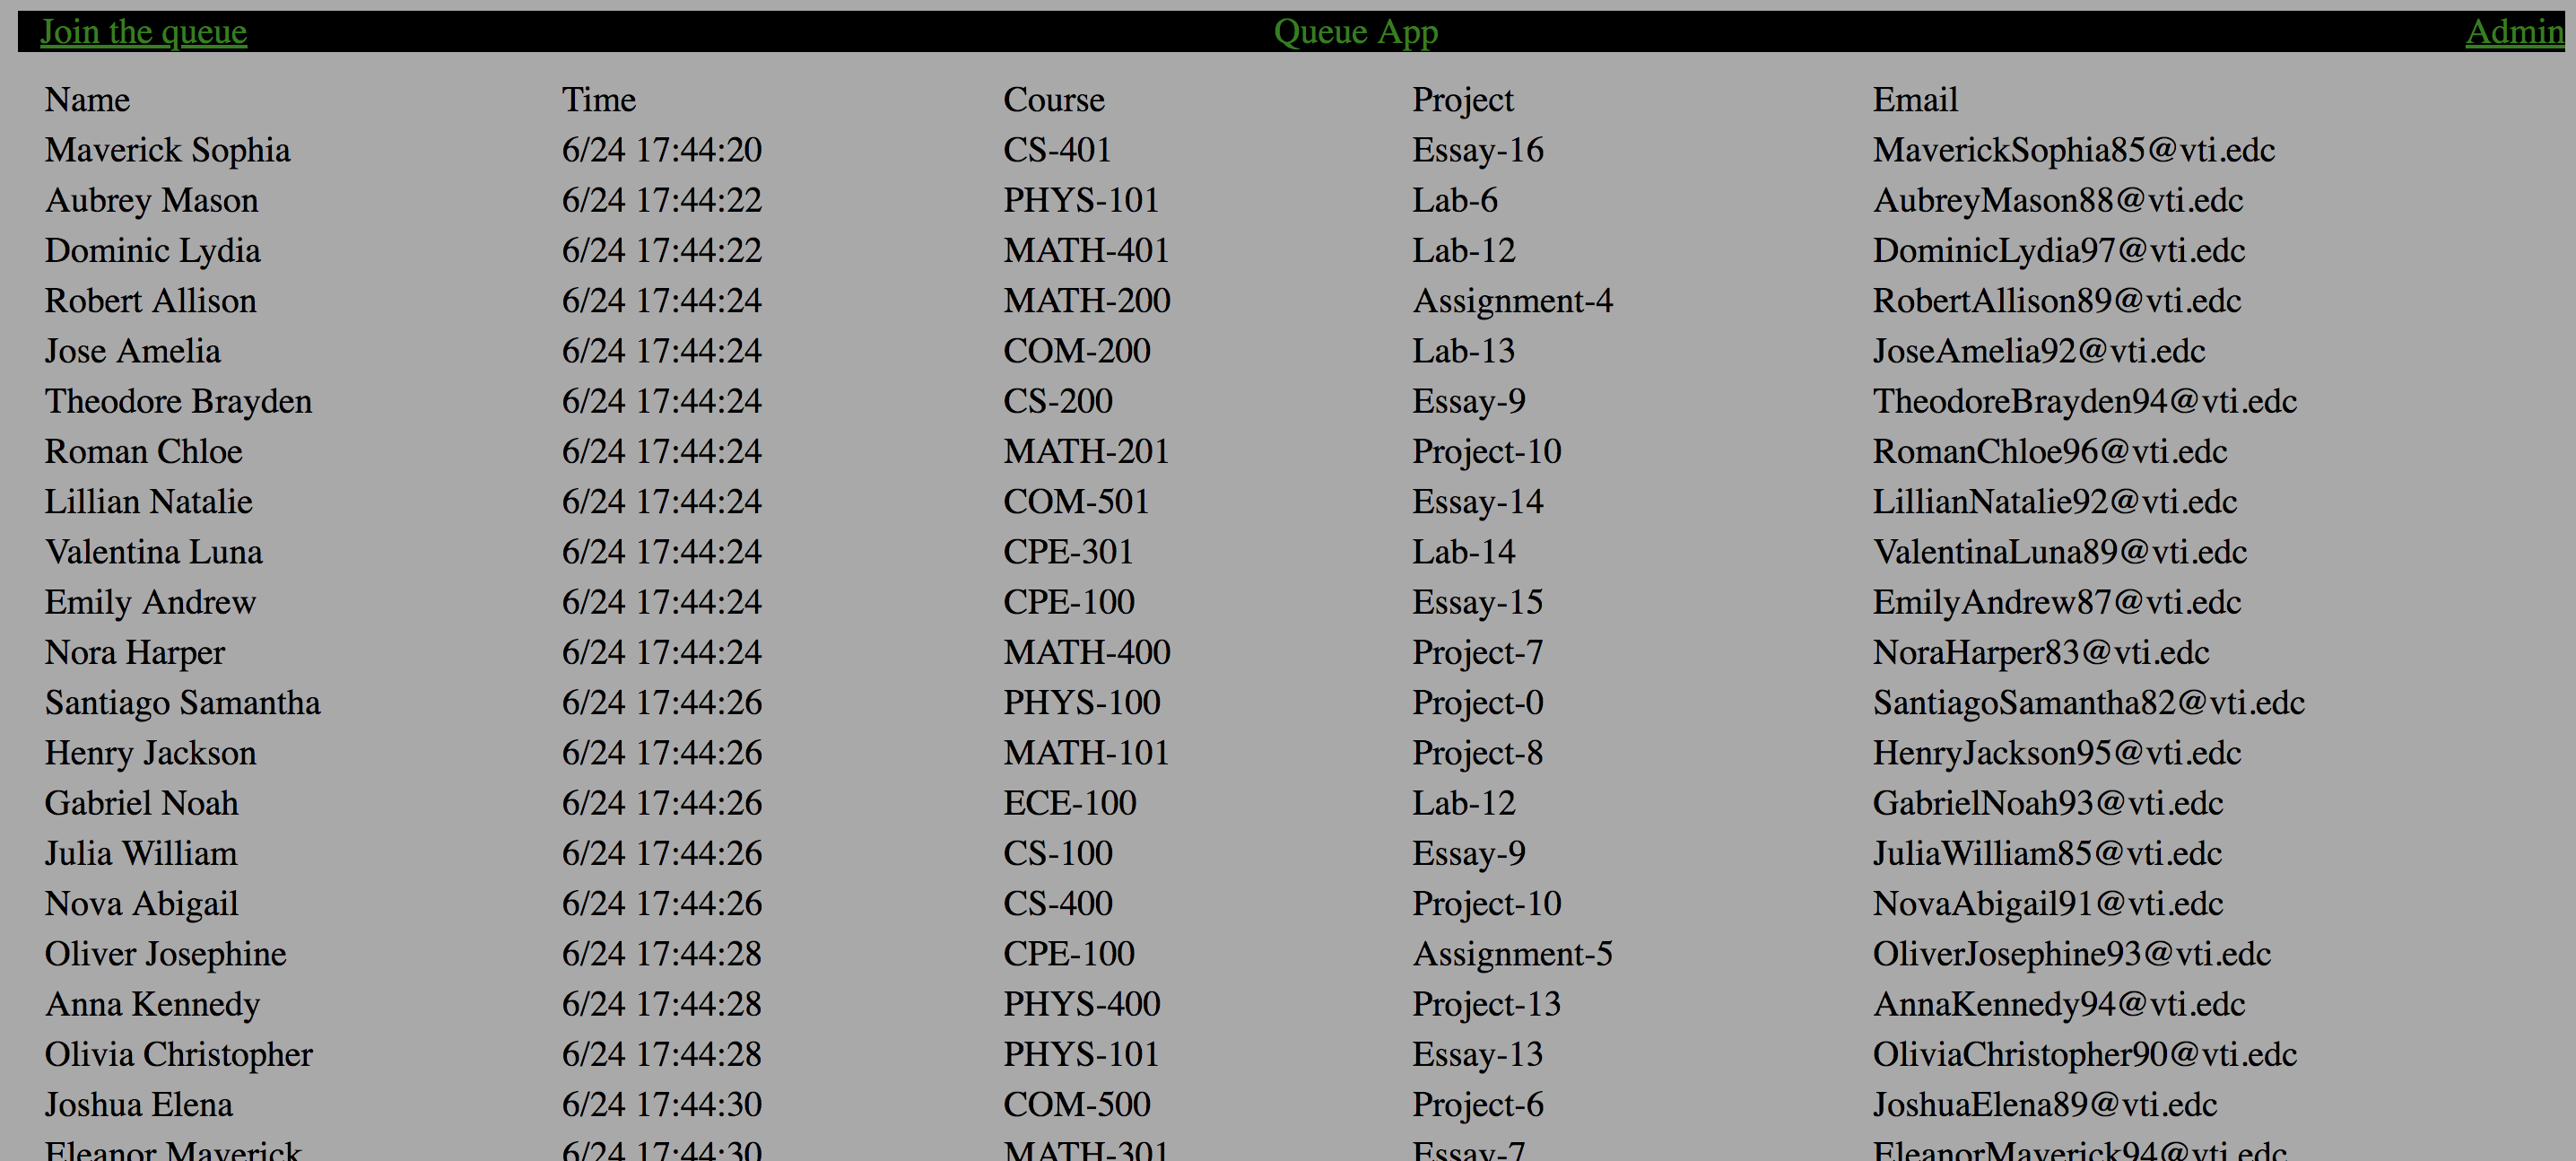 Join the queue Queue App Admin
Name Time Course Project Email
Maverick Sophia 6/24 17:44:20 CS-401 Essay-16 MaverickSophia85@vti.edc
Aubrey Mason 6/24 17:44:22 PHYS-101 Lab-6 AubreyMason88@vti.edc
Dominic Lydia 6/24 17:44:22 MATH-401 Lab-12 DominicLydia97@vti.edc
Robert Allison 6/24 17:44:24 MATH-200 Assignment-4 RobertAllison89@vti.edc
Jose Amelia 6/24 17:44:24 COM-200 Lab-13 JoseAmelia92@vti.edc
Theodore Brayden 6/24 17:44:24 CS-200 Essay-9 TheodoreBrayden94@vti.edc
Roman Chloe 6/24 17:44:24 MATH-201 Project-10 RomanChloe96@vti.edc
Lillian Natalie 6/24 17:44:24 COM-501 Essay-14 LillianNatalie92@vti.edc
Valentina Luna 6/24 17:44:24 CPE-301 Lab-14 ValentinaLuna89@vti.edc
Emily Andrew 6/24 17:44:24 CPE-100 Essay-15 EmilyAndrew87@vti.edc
Nora Harper 6/24 17:44:24 MATH-400 Project-7 NoraHarper83@vti.edc
Santiago Samantha 6/24 17:44:26 PHYS-100 Project-0 SantiagoSamantha82@vti.edc
Henry Jackson 6/24 17:44:26 MATH-101 Project-8 HenryJackson95@vti.edc
Gabriel Noah 6/24 17:44:26 ECE-100 Lab-12 GabrielNoah93@vti.edc
Julia William 6/24 17:44:26 CS-100 Essay-9 JuliaWilliam85@vti.edc
Nova Abigail 6/24 17:44:26 CS-400 Project-10 NovaAbigail91@vti.edc
Oliver Josephine 6/24 17:44:28 CPE-100 Assignment-5 OliverJosephine93@vti.edc
Anna Kennedy 6/24 17:44:28 PHYS-400 Project-13 AnnaKennedy94@vti.edc
Olivia Christopher 6/24 17:44:28 PHYS-101 Essay-13 OliviaChristopher90@vti.edc
Joshua Elena 6/24 17:44:30 COM-500 Project-6 JoshuaElena89@vti.edc
Eleanor Maverick 6/24 17:44:30 MATH-301 Essay-7 EleanorMaverick94@vti.edc